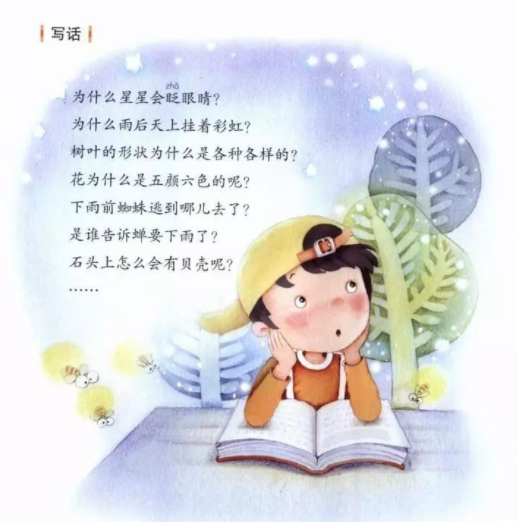 写话
zhǎ
为什么星星会眨眼睛？
为什么雨后天上挂着彩虹？
树叶的形状为什么是各种各样的？
花为什么是五颜六色的呢？
下雨前蜘蛛逃到哪儿去了？
是谁告诉蝉要下雨了？
石头上怎么会有贝壳呢？
……